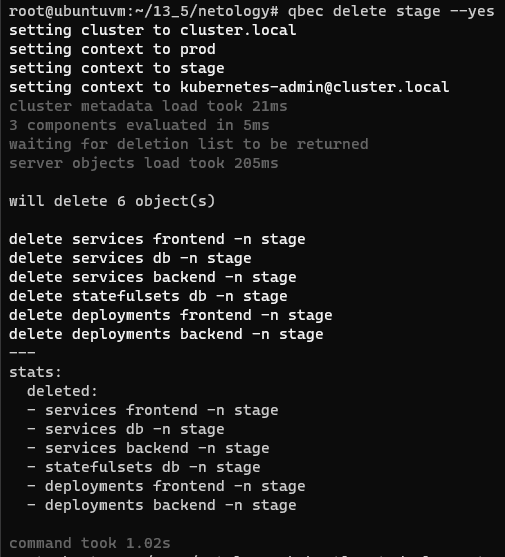 root@ubuntuvm:~/13_5/netology# qbec delete stage --yes
setting cluster to cluster.local
setting context to prod
setting context to stage
setting context to kubernetes-admin@cluster.local
cluster metadata load took 21ms
3 components evaluated in 5ms
waiting for deletion list to be returned
server objects load took 205ms
will delete 6 object(s)
delete services frontend -n stage
delete services db -n stage
delete services backend -n stage
delete statefulsets db -n stage
delete deployments frontend -n stage
delete deployments backend -n stage
---
stats:
  deleted:
  - services frontend -n stage
  - services db -n stage
  - services backend -n stage
  - statefulsets db -n stage
  - deployments frontend -n stage
  - deployments backend -n stage
command took 1.02s